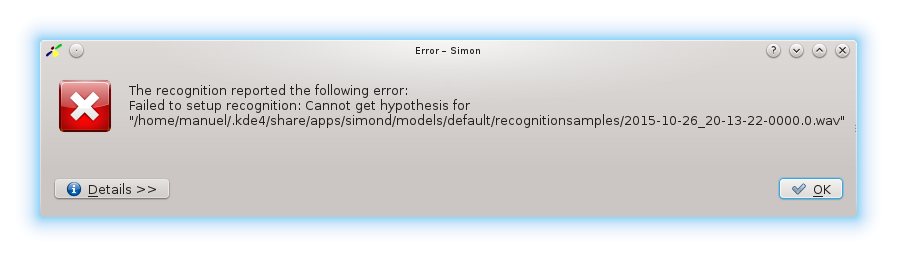 Error – Simon
The recognition reported the following error:
Failed to setup recognition: Cannot get hypothesis for
"/home/manuel/.kde4/share/apps/simond/models/default/recognitionsamples/2015-10-26_20-13-22-0000.0.wav"
Details >>
OK